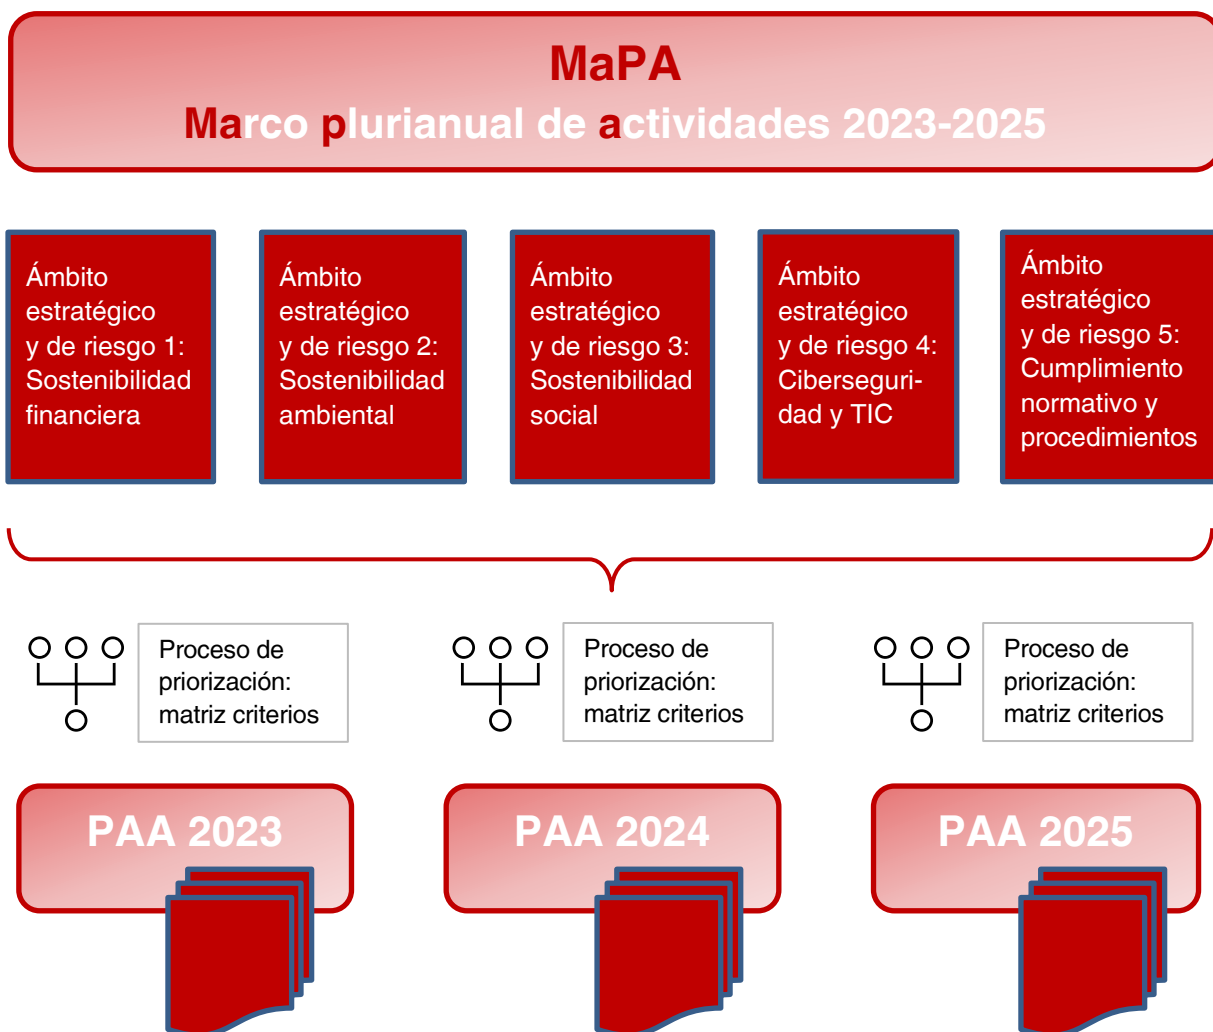 MaPA
Marco plurianual de actividades 2023-2025
Ámbito
estratégico
y de riesgo 1:
Sostenibilidad
financiera
Ámbito
estratégico
y de riesgo 2:
Sostenibilidad
ambiental
Ámbito
estratégico
y de riesgo 3:
Sostenibilidad
social
Ámbito
estratégico
y de riesgo 4:
Ciberseguri-
dad y TIC
Ámbito
estratégico
y de riesgo 5:
Cumplimiento
normativo y
procedimientos
Proceso de
priorización:
matriz criterios
Proceso de
priorización:
matriz criterios
Proceso de
priorización:
matriz criterios
PAA 2023
PAA 2024
PAA 2025